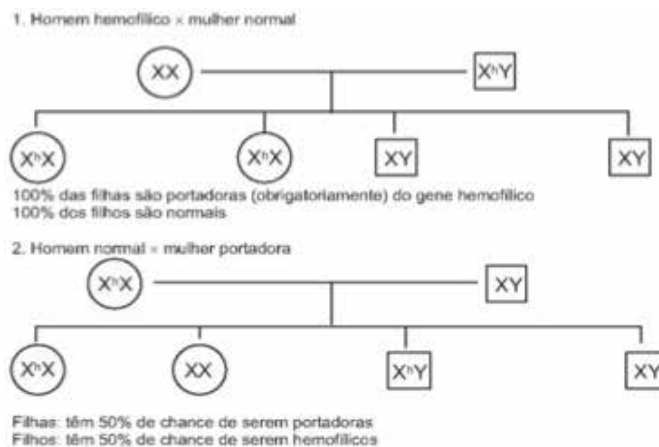 1. Homem hemofílico × mulher normal
XX XʰY
XʰX XʰX XY XY
100% das filhas são portadoras (obrigatoriamente) do gene hemofílico
100% dos filhos são normais
2. Homem normal × mulher portadora
XʰX XY
XʰX XX XʰY XY
Filhas: têm 50% de chance de serem portadoras
Filhos: têm 50% de chance de serem hemofílicos